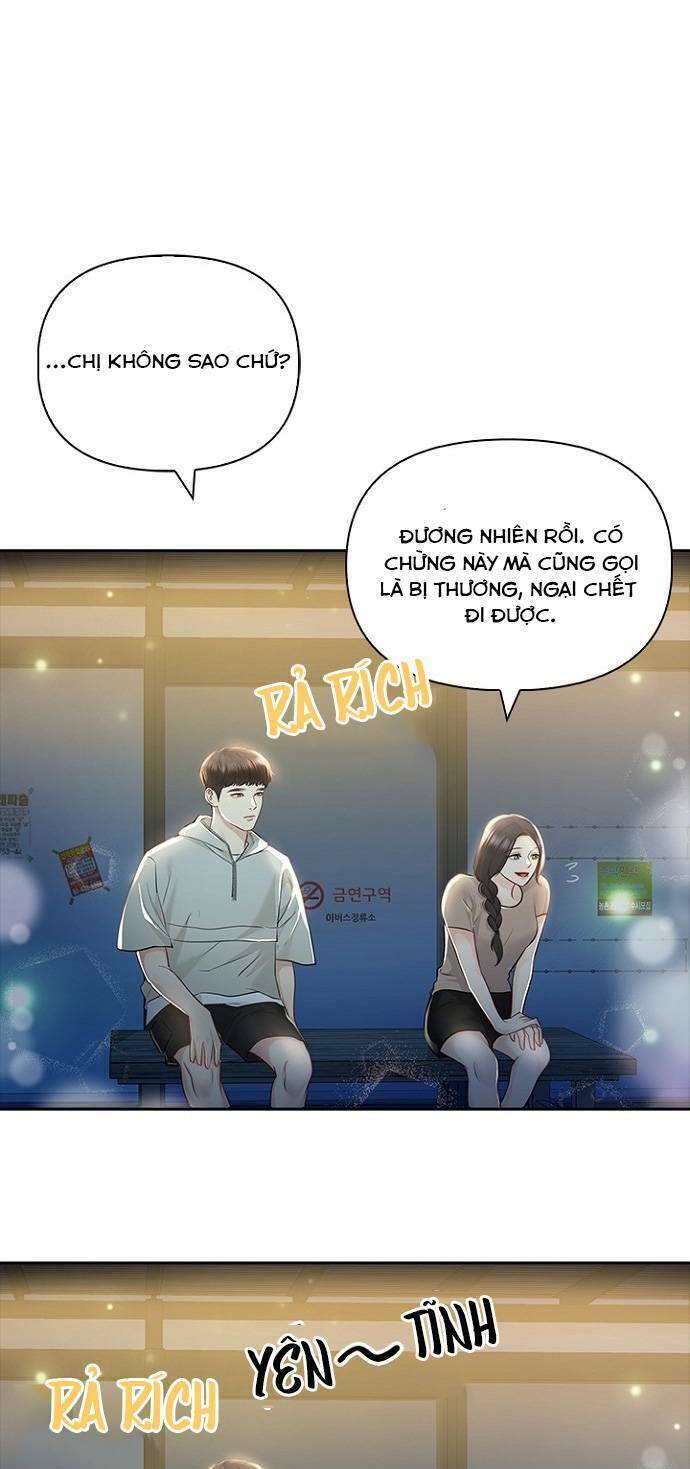 ...CHỊ KHÔNG SAO CHỨ?
ĐƯƠNG NHIÊN RỒI. CÓ
CHỪNG NÀY MÀ CŨNG GỌI
LÀ BỊ THƯƠNG, NGẠI CHẾT
ĐI ĐƯỢC.
RẢ RÍCH
금연구역
이버스정류소
YÊN~TĨNH
RẢ RÍCH